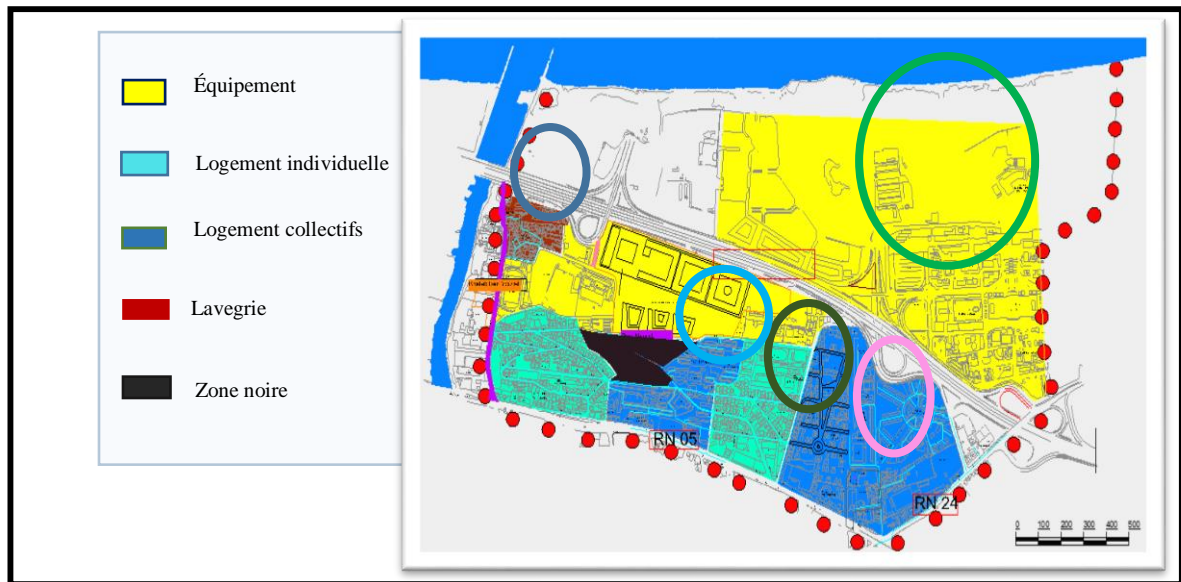 Équipement
Logement individuelle
Logement collectifs
Lavegrie
Zone noire
RN 05
RN 24
0 100 200 300 400 500